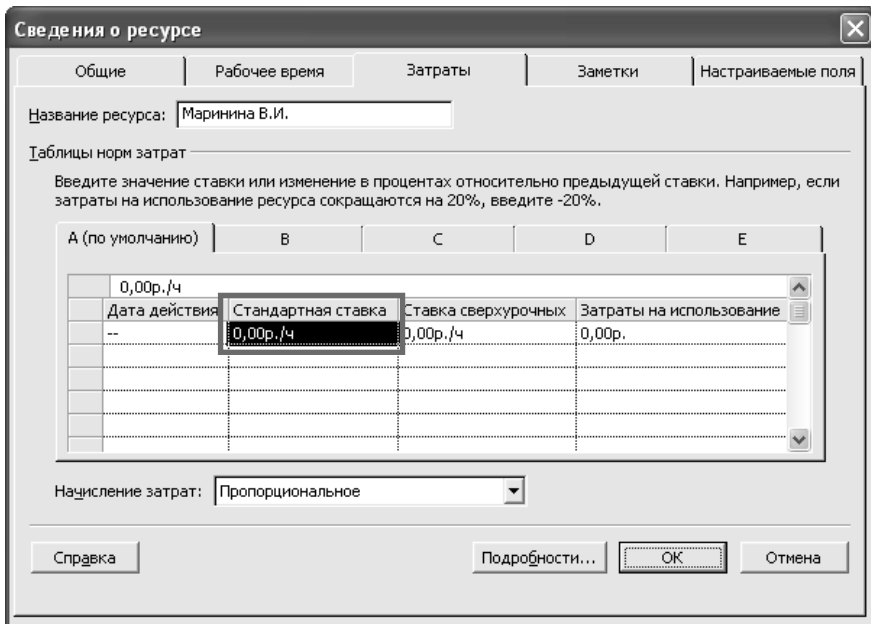 Сведения о ресурсе
Общие Рабочее время Затраты Заметки Настраиваемые поля
Название ресурса: Маринина В.И.
Таблицы норм затрат
Введите значение ставки или изменение в процентах относительно предыдущей ставки. Например, если
затраты на использование ресурса сокращаются на 20%, введите -20%.
A (по умолчанию) B C D E
0,00р./ч
Дата действия Стандартная ставка Ставка сверхурочных Затраты на использование
-- 0,00р./ч 0,00р./ч 0,00р.
Начисление затрат: Пропорциональное
Справка Подробности... ОК Отмена